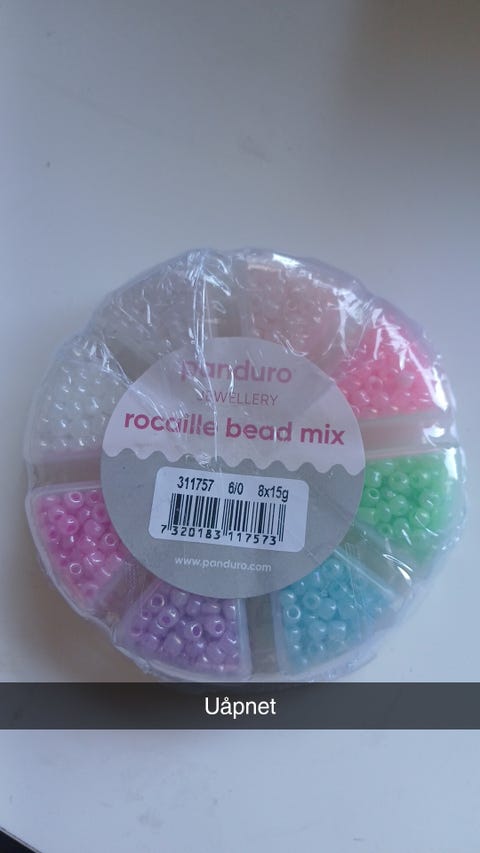 panduro
JEWELLERY
rocaille bead mix
311757 6/0 8x15g
7 320183 117573
www.panduro.com
Uåpnet